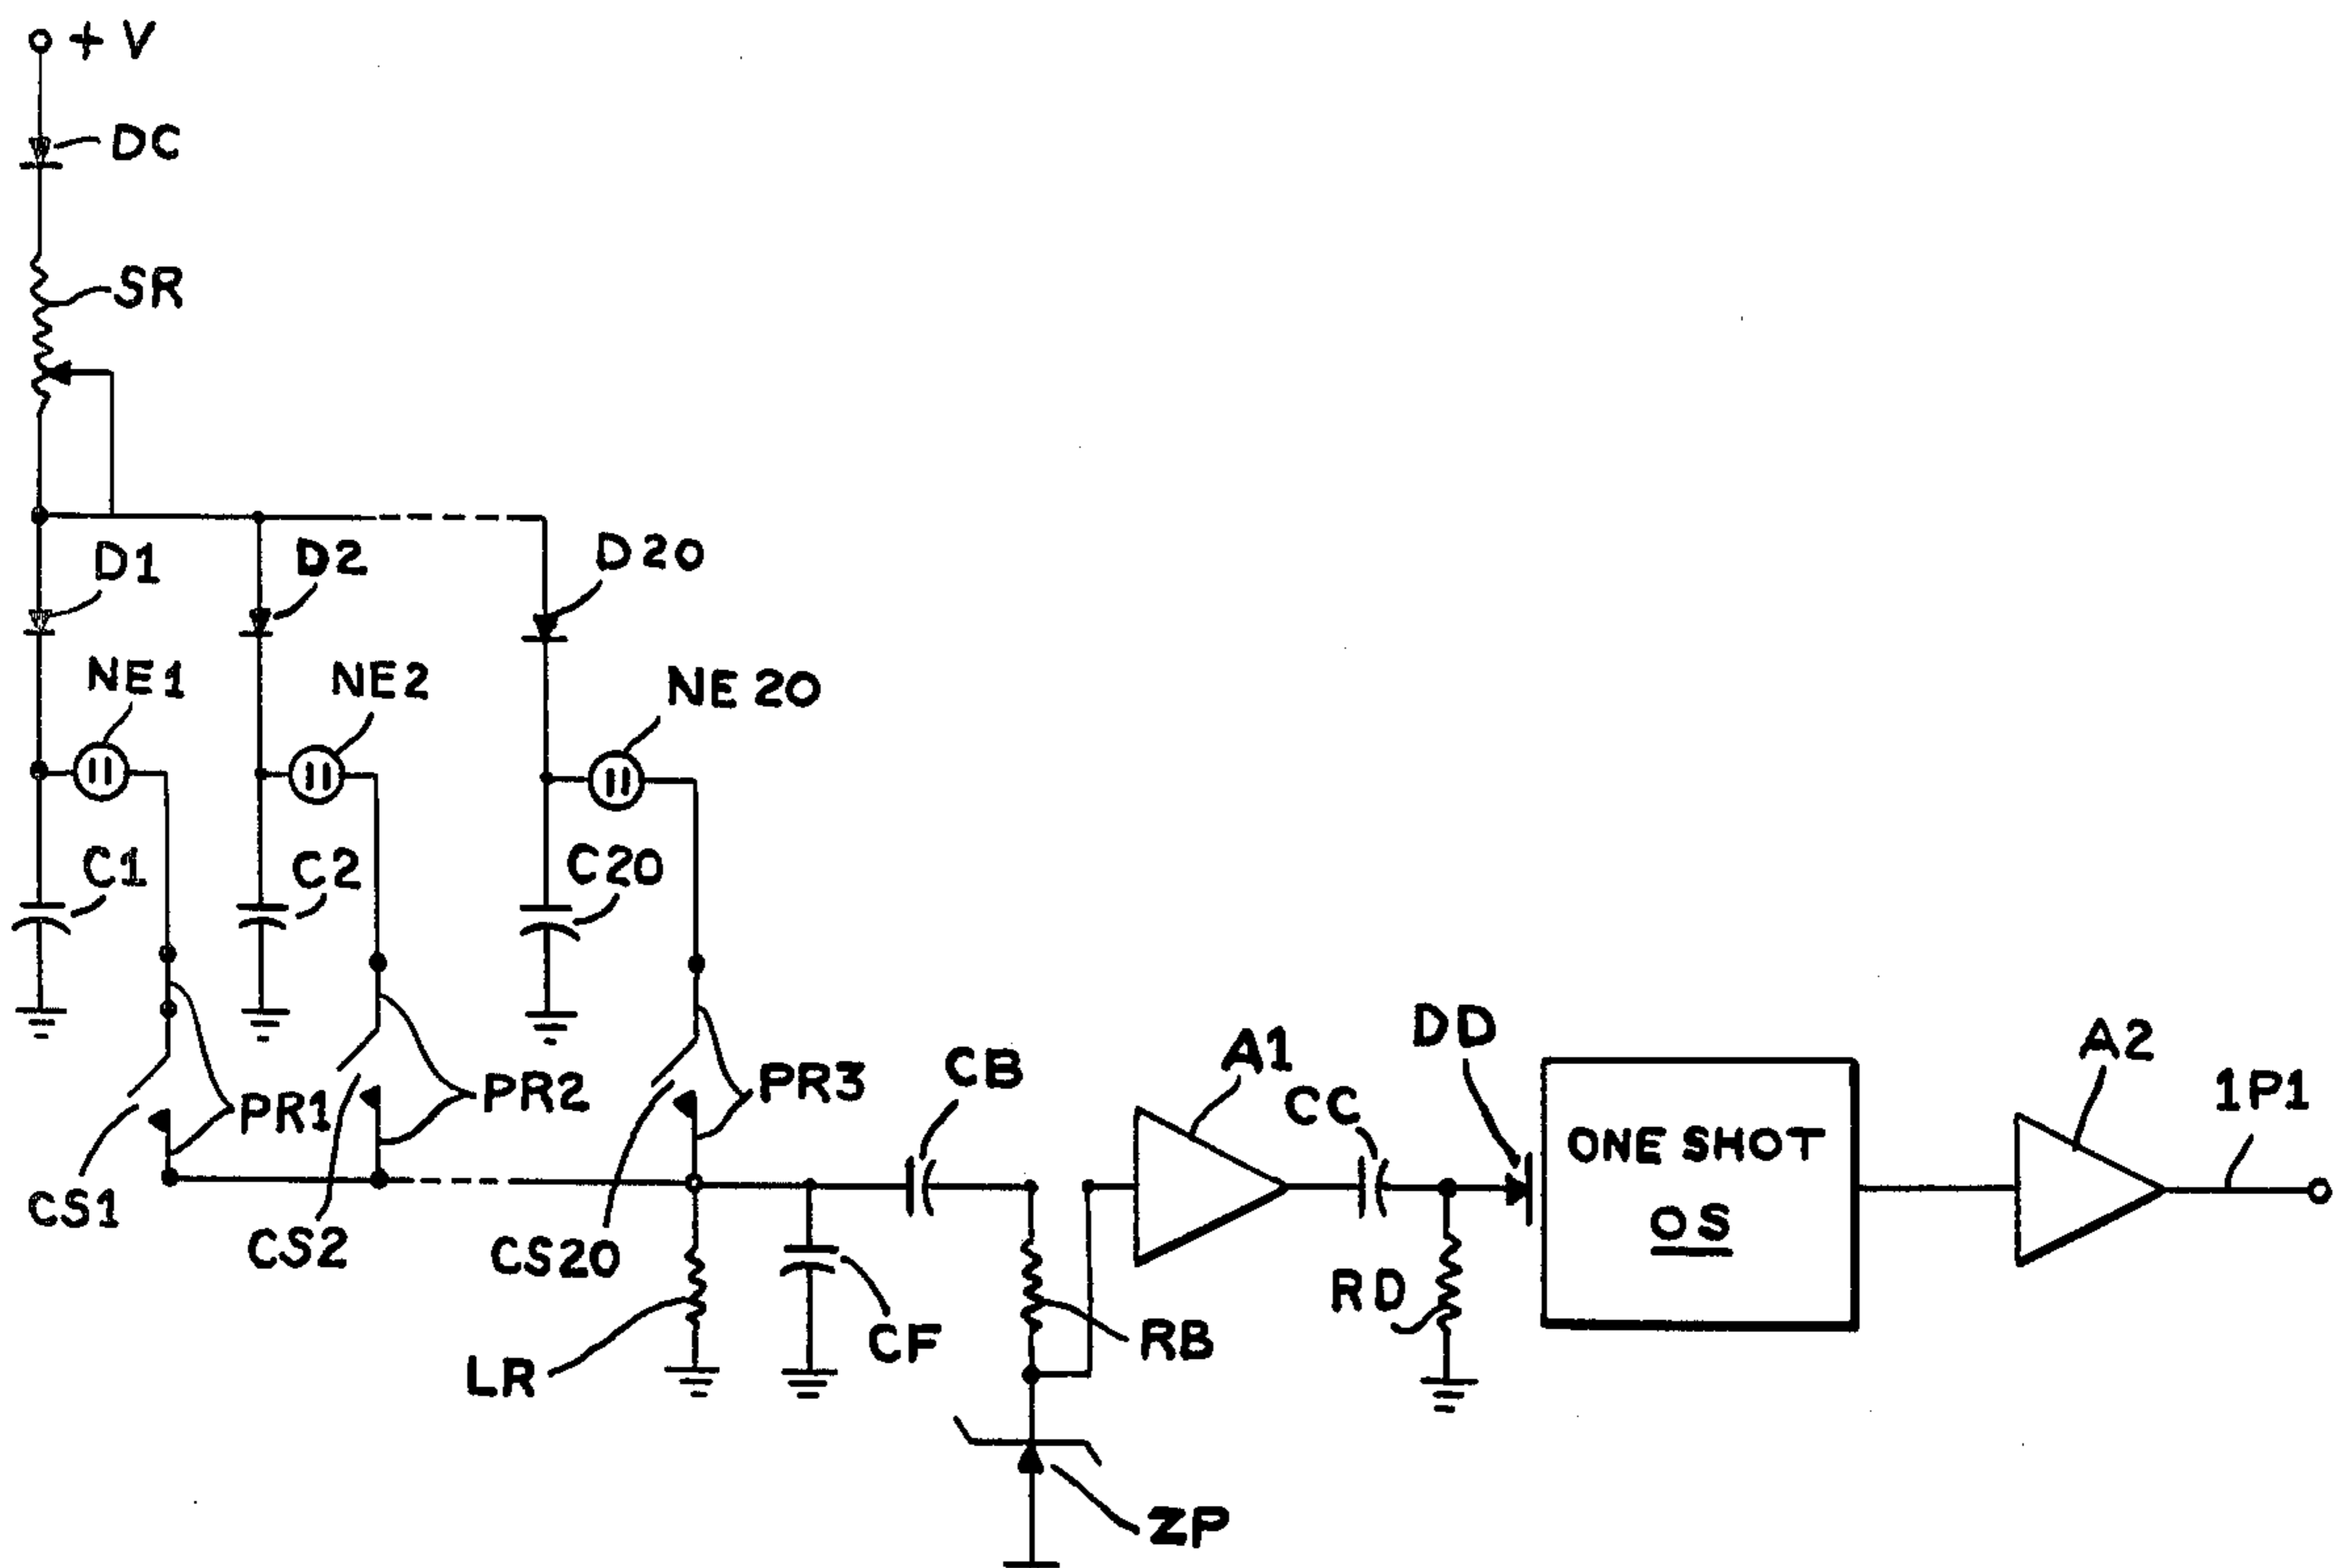 + V
DC
SR
D1
D2
D20
NE1
NE2
NE 20
C1
C2
C20
PR1
PR2
PR3
CB
A1
CC
DD
A2
1P1
ONE SHOT
OS
CS1
CS2
CS20
LR
CF
RB
RD
ZP